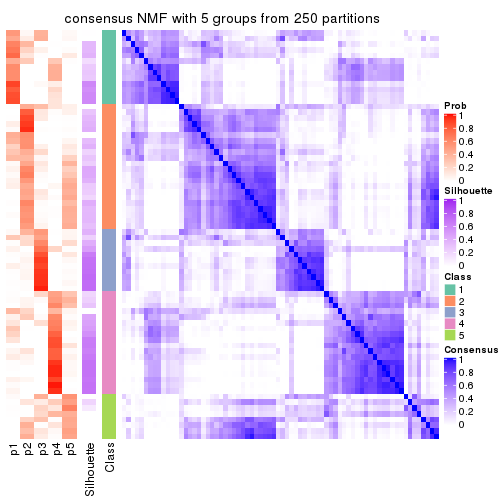 consensus NMF with 5 groups from 250 partitions
Prob
1
0.8
0.6
0.4
0.2
0
Silhouette
1
0.8
0.6
0.4
0.2
0
Class
1
2
3
4
5
Consensus
1
0.8
0.6
0.4
0.2
0
p1
p2
p3
p4
p5
Silhouette
Class